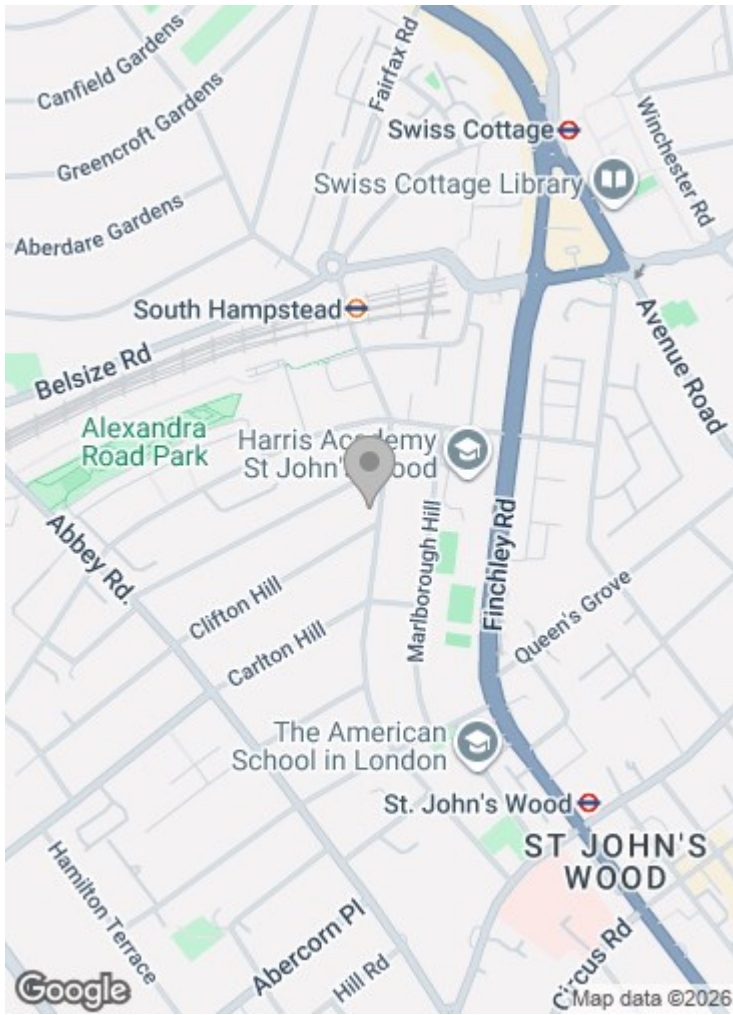 Canfield Gardens
Fairfax Rd
Greencroft Gardens
Swiss Cottage
Winchester Rd
Swiss Cottage Library
Aberdare Gardens
South Hampstead
Belsize Rd
Avenue Road
Alexandra
Road Park
Harris Academy
St John's Wood
Abbey Rd.
Marlborough Hill
Finchley Rd
Clifton Hill
Queen's Grove
Carlton Hill
The American
School in London
St. John's Wood
ST JOHN'S
WOOD
Hamilton Terrace
Abercorn Pl
Hill Rd
Circus Rd
Google
Map data ©2026